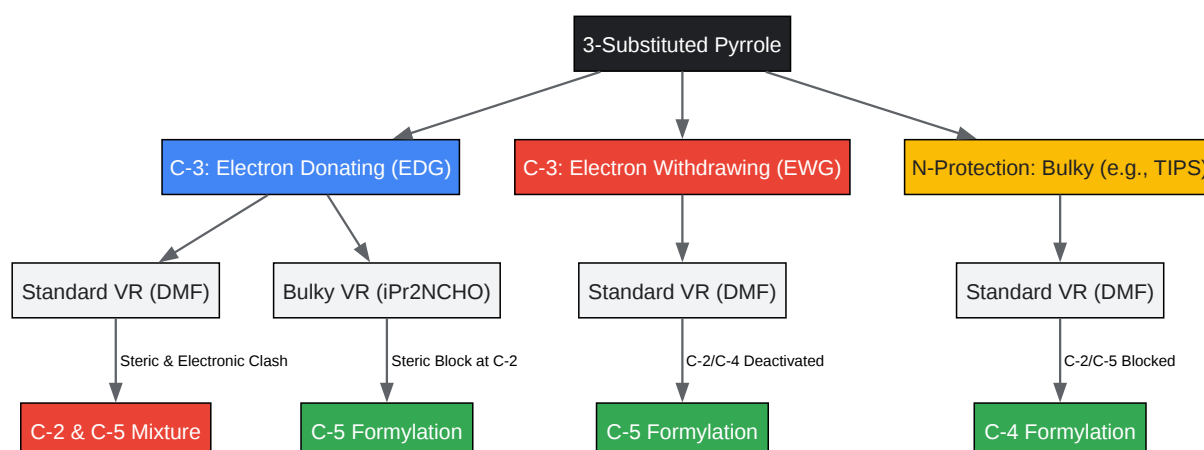 3-Substituted Pyrrole
C-3: Electron Donating (EDG)
C-3: Electron Withdrawing (EWG)
N-Protection: Bulky (e.g., TIPS)
Standard VR (DMF)
Bulky VR (iPr2NCHO)
Standard VR (DMF)
Standard VR (DMF)
Steric & Electronic Clash
Steric Block at C-2
C-2/C-4 Deactivated
C-2/C-5 Blocked
C-2 & C-5 Mixture
C-5 Formylation
C-5 Formylation
C-4 Formylation